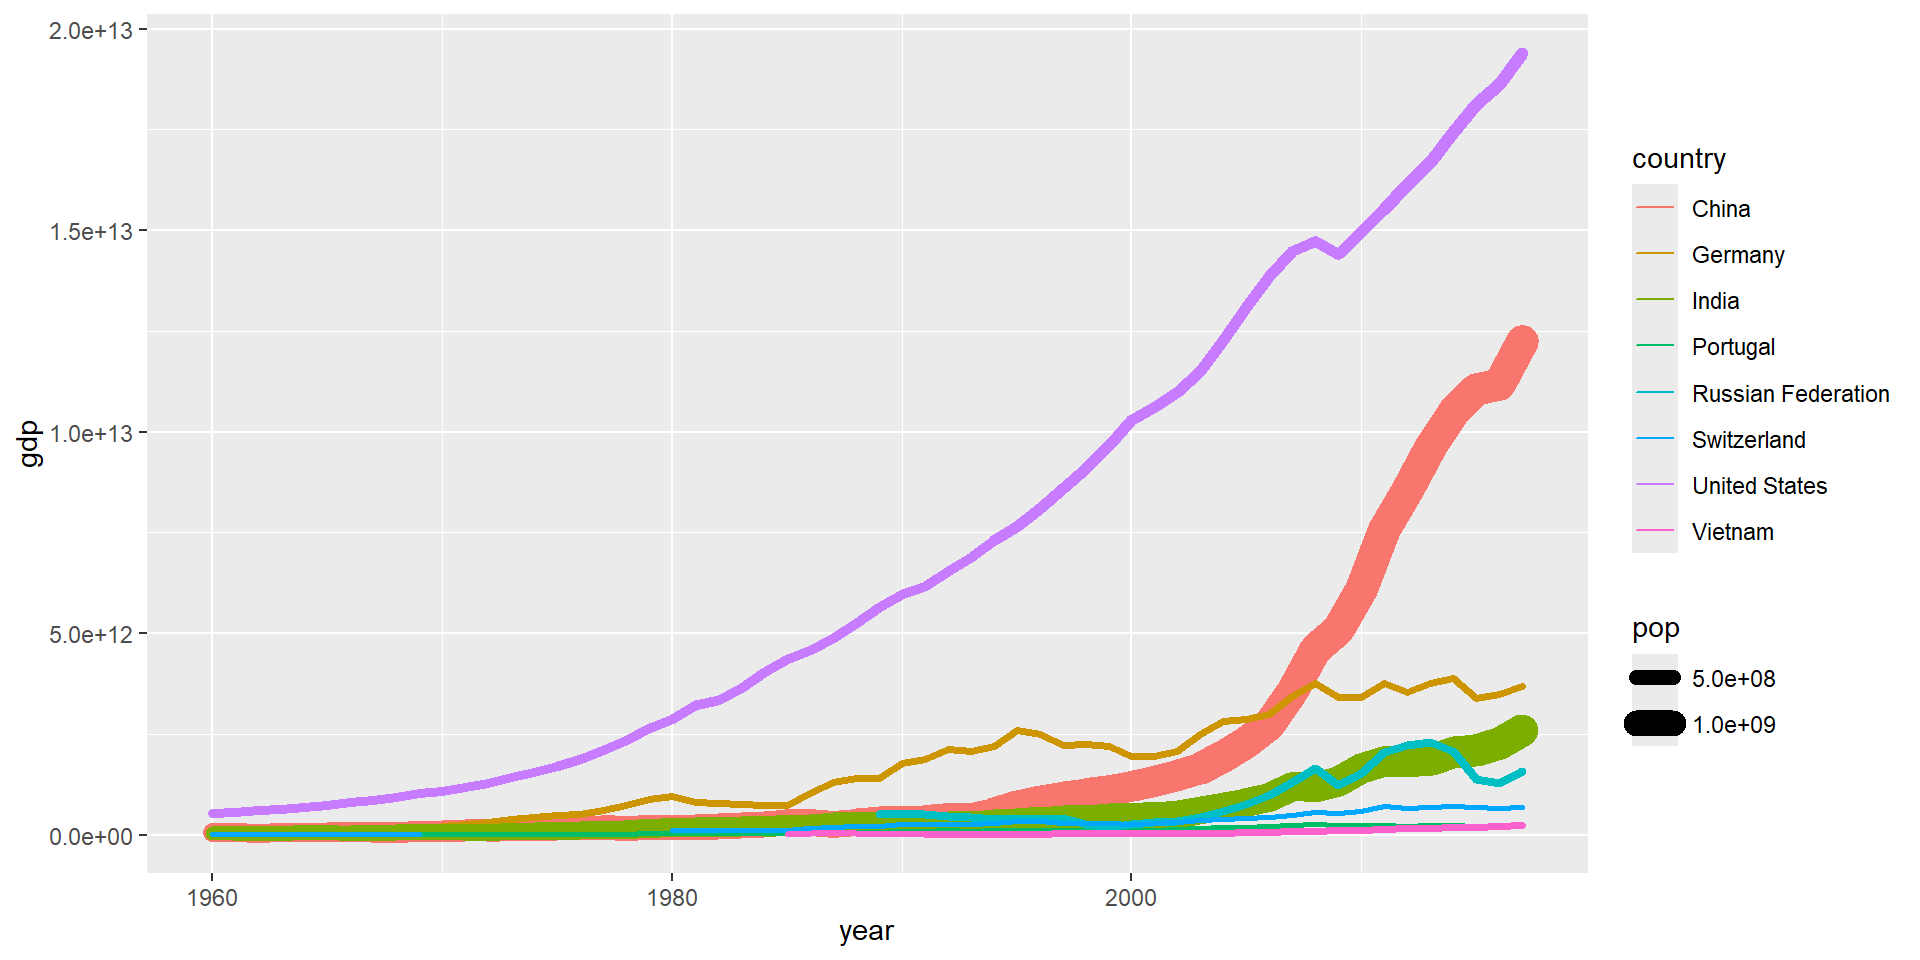 2.0e+13
1.5e+13
1.0e+13
5.0e+12
0.0e+00
gdp
1960
1980
2000
year
country
China
Germany
India
Portugal
Russian Federation
Switzerland
United States
Vietnam
pop
5.0e+08
1.0e+09